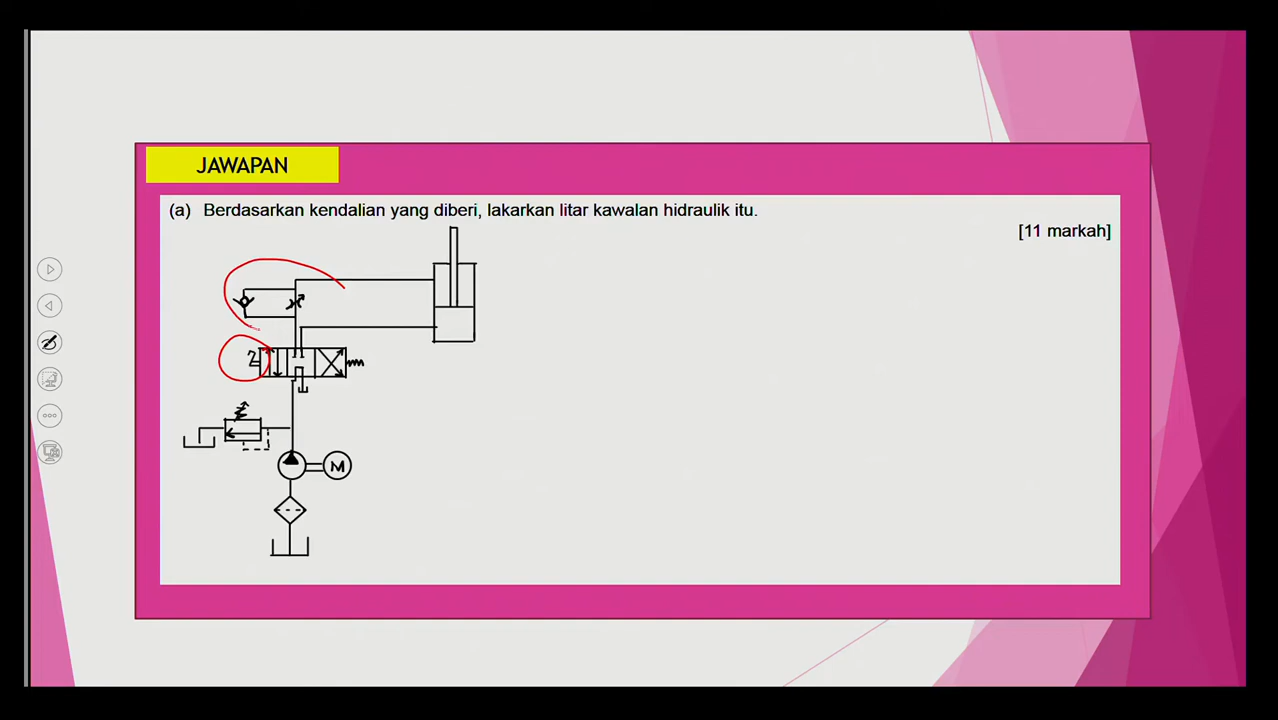 JAWAPAN
(a) Berdasarkan kendalian yang diberi, lakarkan litar kawalan hidraulik itu.
[11 markah]
M